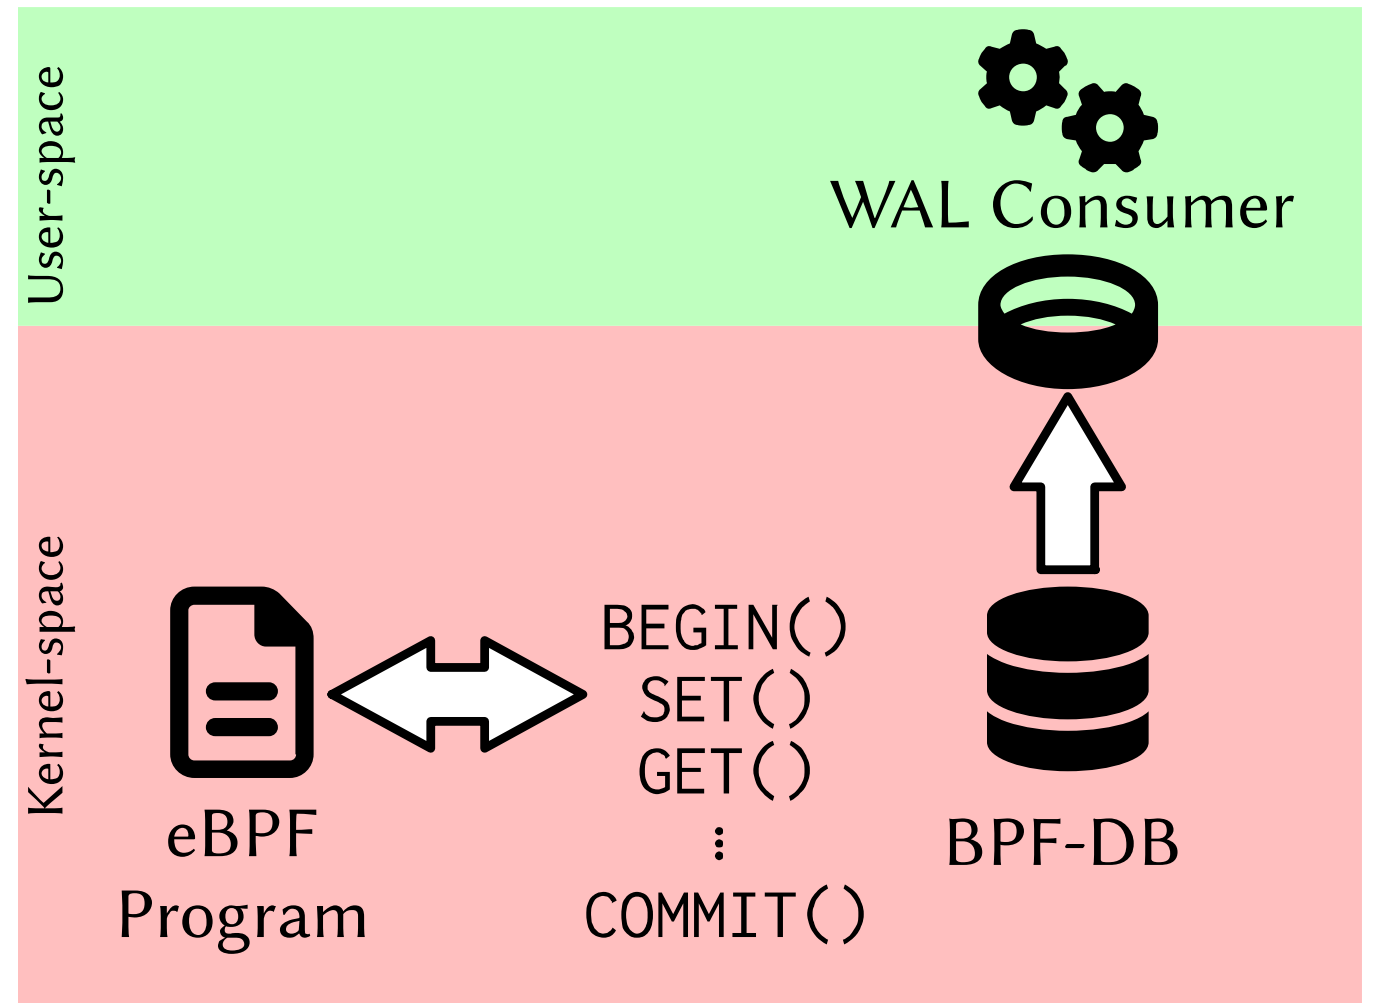 User-space
WAL Consumer
Kernel-space
eBPF
Program
BEGIN()
SET()
GET()
⋮
COMMIT()
BPF-DB